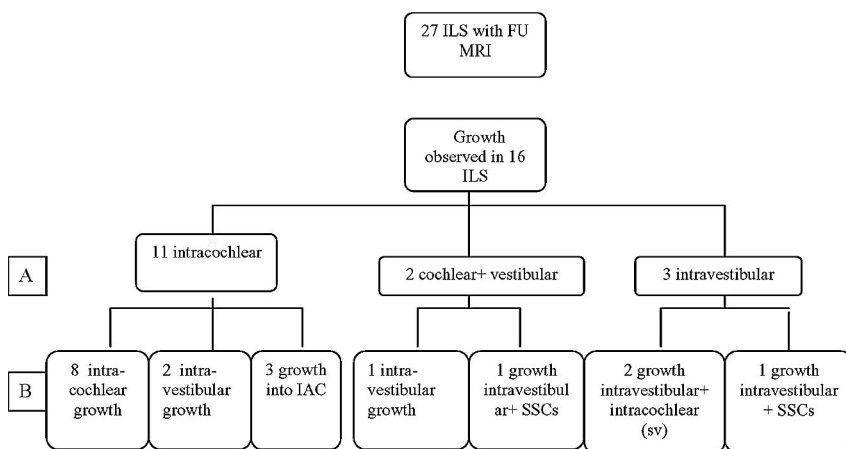 27 ILS with FU
MRI
Growth
observed in 16
ILS
11 intracochlear
A
2 cochlear+ vestibular
3 intravestibular
B
8 intra-
cochlear
growth
2 intra-
vestibular
growth
3 growth
into IAC
1 intra-
vestibular
growth
1 growth
intravestibul
ar+ SSCs
2 growth
intravestibular+
intracochlear
(sv)
1 growth
intravestibular
+ SSCs